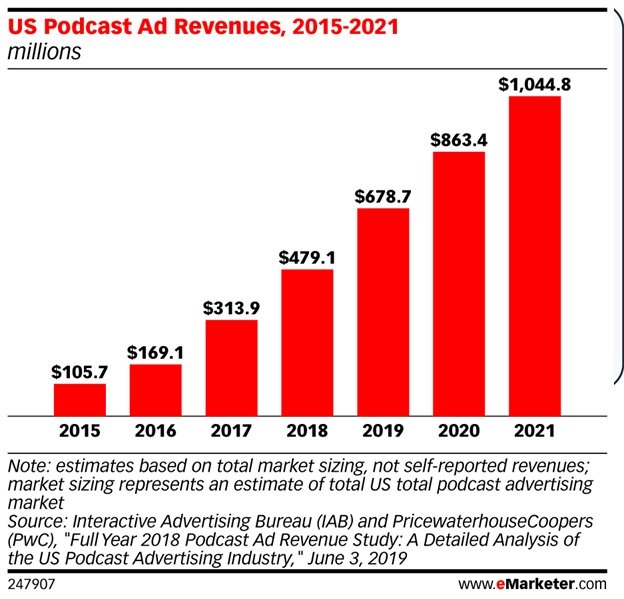 US Podcast Ad Revenues, 2015-2021
millions
$1,044.8
$863.4
$678.7
$479.1
$313.9
$169.1
$105.7
2015 2016 2017 2018 2019 2020 2021
Note: estimates based on total market sizing, not self-reported revenues;
market sizing represents an estimate of total US total podcast advertising
market
Source: Interactive Advertising Bureau (IAB) and PricewaterhouseCoopers
(PwC), "Full Year 2018 Podcast Ad Revenue Study: A Detailed Analysis of
the US Podcast Advertising Industry," June 3, 2019
247907 www.eMarketer.com